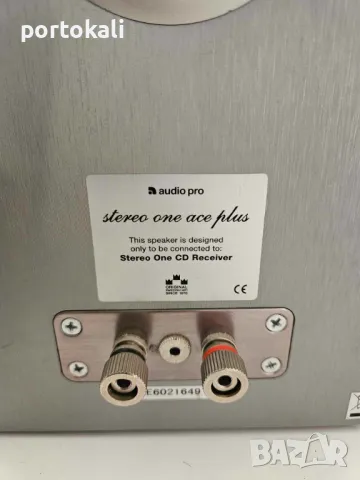 portokali
audio pro
stereo one ace plus
This speaker is designed
only to be connected to:
Stereo One CD Receiver
ORIGINAL
CE
E6021649
bazar